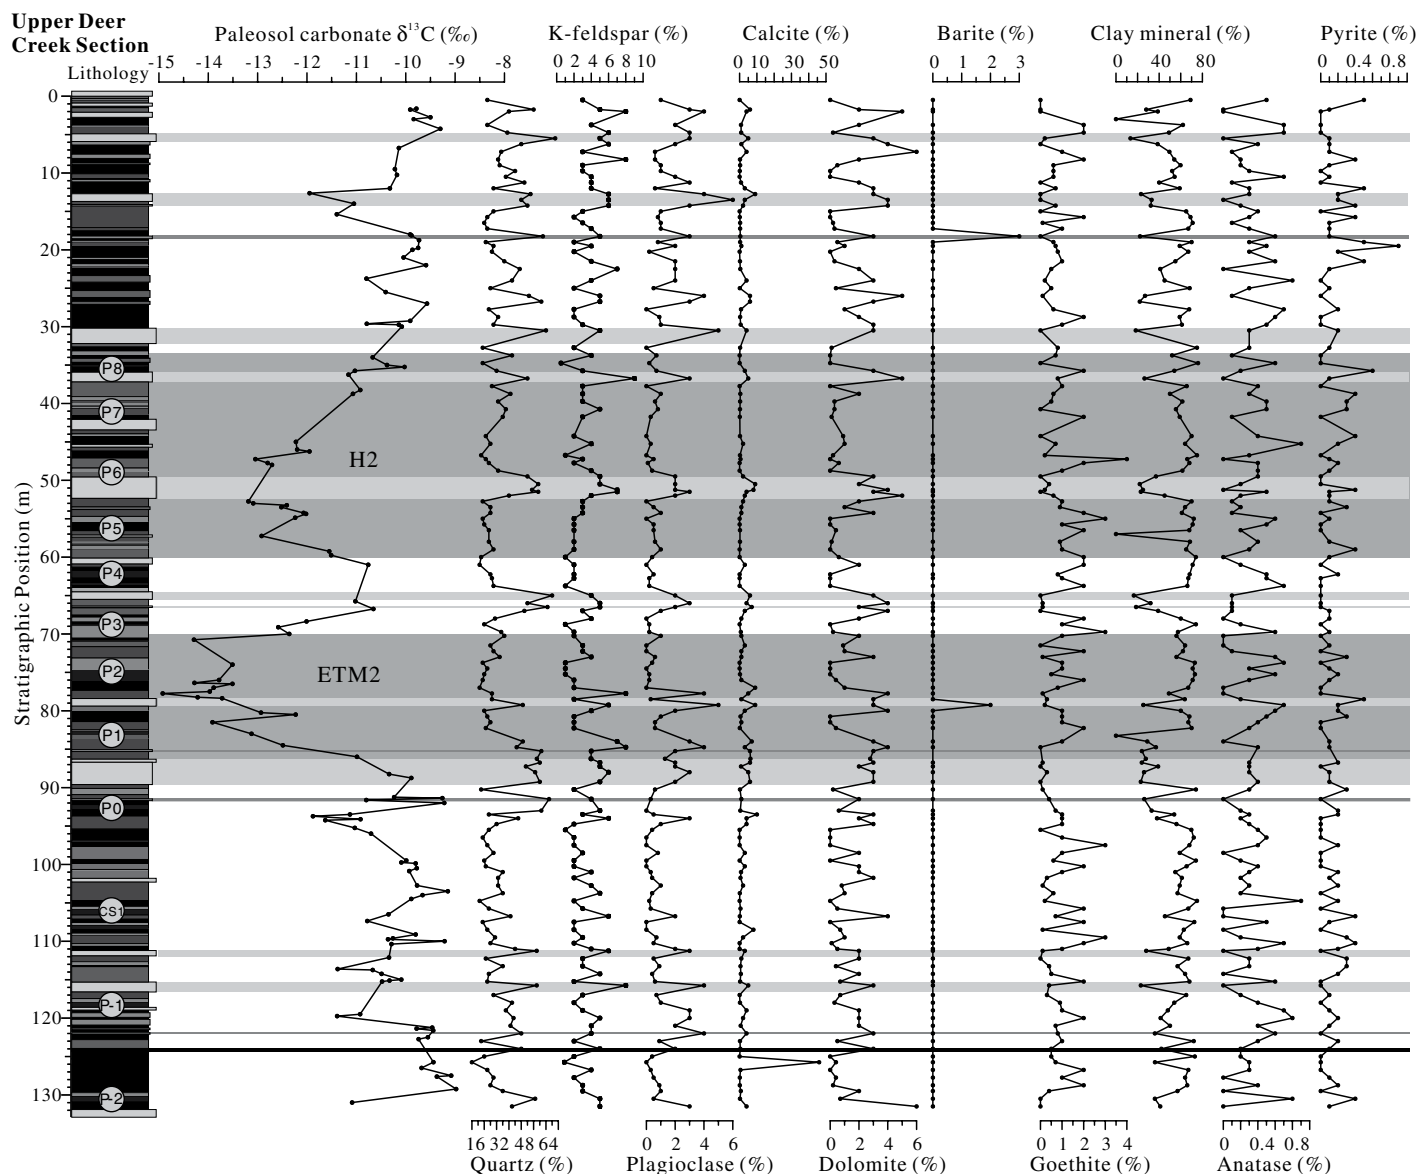 Upper Deer
Creek Section
Paleosol carbonate δ¹³C (‰)
K-feldspar (%)
Calcite (%)
Barite (%)
Clay mineral (%)
Pyrite (%)
Lithology
-15 -14 -13 -12 -11 -10 -9 -8
0 2 4 6 8 10
0 10 30 50
0 1 2 3
0 40 80
0 0.4 0.8
Stratigraphic Position (m)
0
10
20
30
40
50
60
70
80
90
100
110
120
130
P8
P7
P6
P5
P4
P3
P2
P1
P0
CS1
P-1
P-2
H2
ETM2
16 32 48 64
0 2 4 6
0 2 4 6
0 1 2 3 4
0 0.4 0.8
Quartz (%)
Plagioclase (%)
Dolomite (%)
Goethite (%)
Anatase (%)